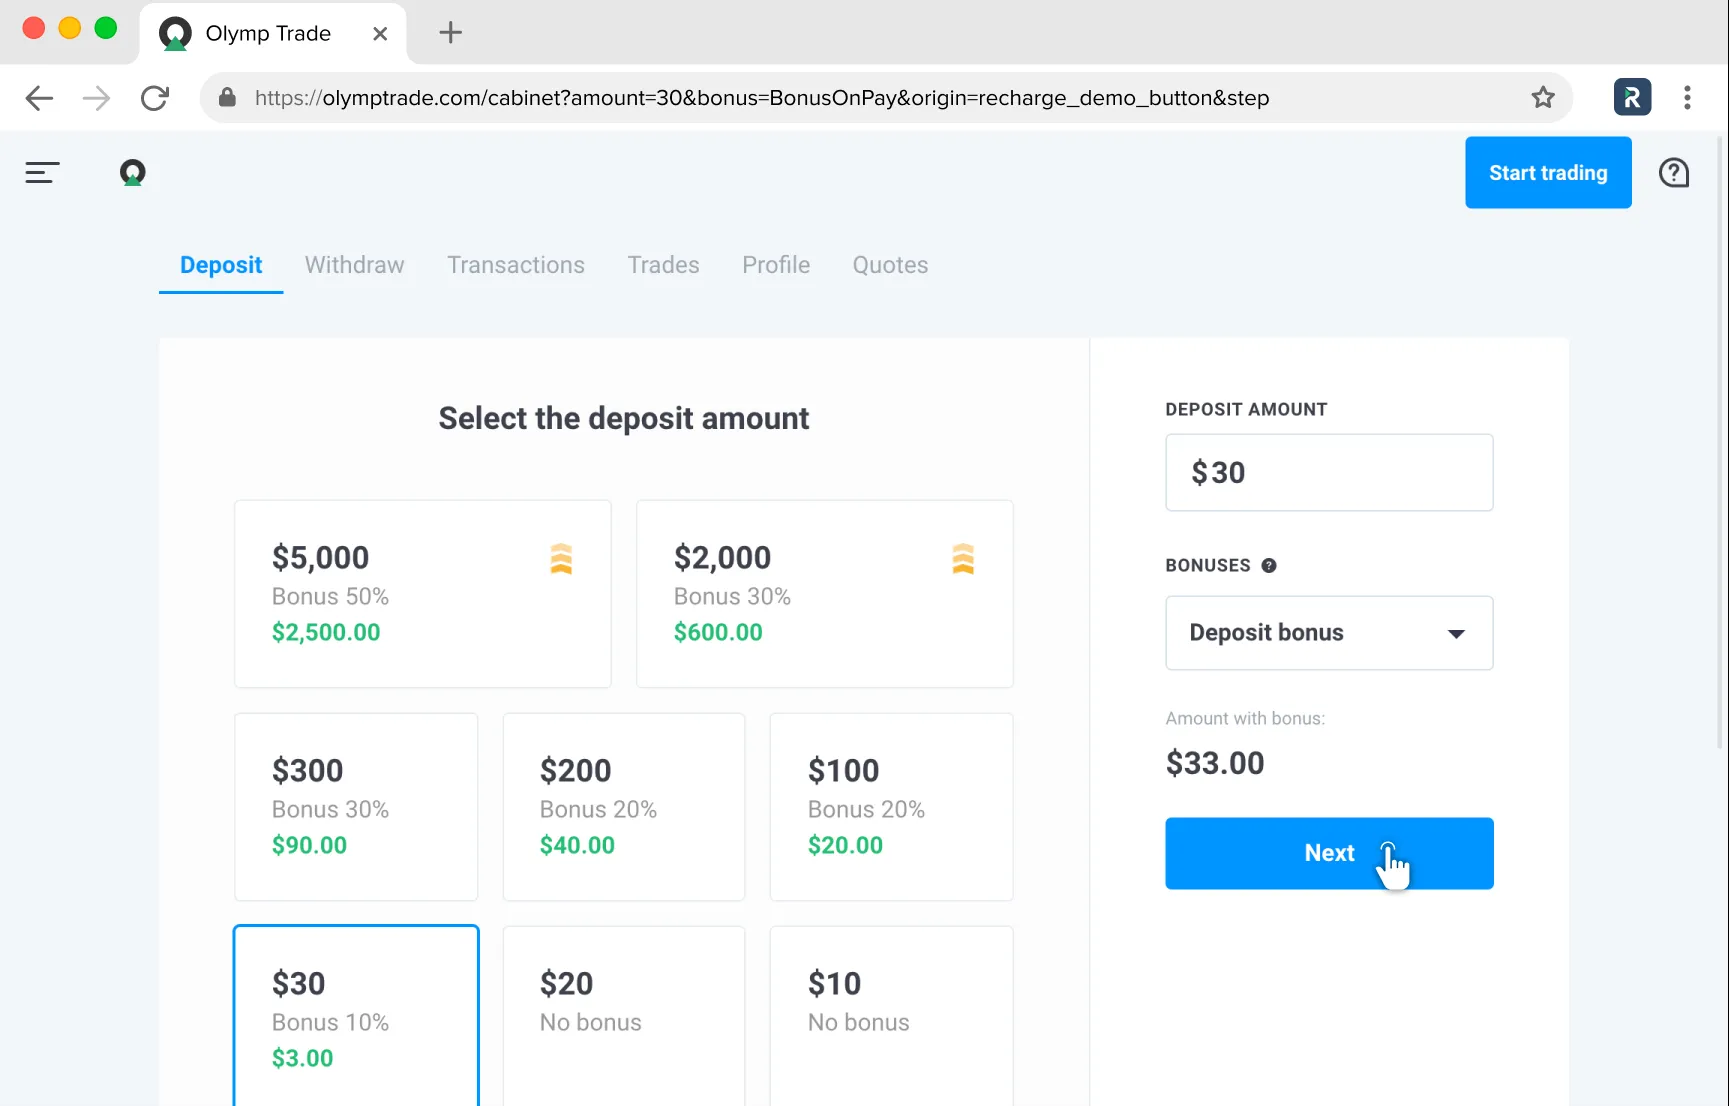 Olymp Trade
https://olymptrade.com/cabinet?amount=30&bonus=BonusOnPay&origin=recharge_demo_button&step
R
Start trading
?
Deposit Withdraw Transactions Trades Profile Quotes
Select the deposit amount
$5,000
Bonus 50%
$2,500.00
$2,000
Bonus 30%
$600.00
$300
Bonus 30%
$90.00
$200
Bonus 20%
$40.00
$100
Bonus 20%
$20.00
$30
Bonus 10%
$3.00
$20
No bonus
$10
No bonus
DEPOSIT AMOUNT
$30
BONUSES ?
Deposit bonus
Amount with bonus:
$33.00
Next